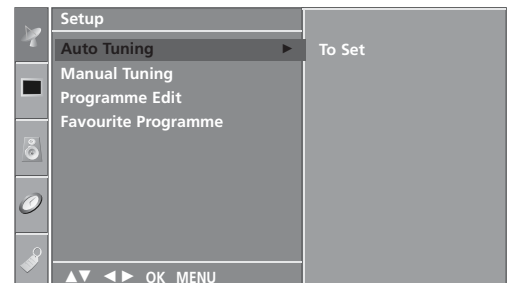 Setup
Auto Tuning ► To Set
Manual Tuning
Programme Edit
Favourite Programme
▲▼ ◄► OK MENU